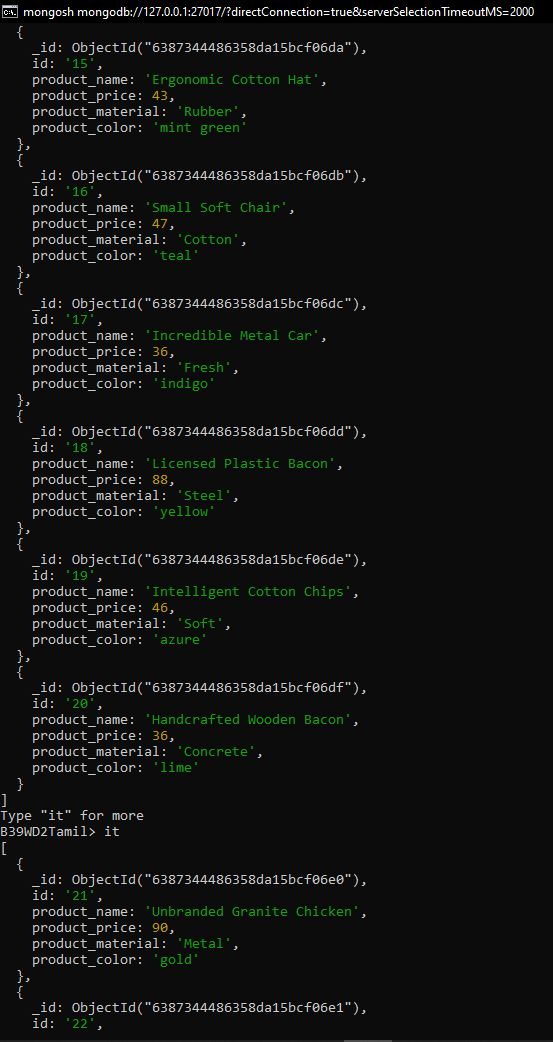 mongosh mongodb://127.0.0.1:27017/?directConnection=true&serverSelectionTimeoutMS=2000
{
_id: ObjectId("6387344486358da15bcf06da"),
id: '15',
product_name: 'Ergonomic Cotton Hat',
product_price: 43,
product_material: 'Rubber',
product_color: 'mint green'
},
{
_id: ObjectId("6387344486358da15bcf06db"),
id: '16',
product_name: 'Small Soft Chair',
product_price: 47,
product_material: 'Cotton',
product_color: 'teal'
},
{
_id: ObjectId("6387344486358da15bcf06dc"),
id: '17',
product_name: 'Incredible Metal Car',
product_price: 36,
product_material: 'Fresh',
product_color: 'indigo'
},
{
_id: ObjectId("6387344486358da15bcf06dd"),
id: '18',
product_name: 'Licensed Plastic Bacon',
product_price: 88,
product_material: 'Steel',
product_color: 'yellow'
},
{
_id: ObjectId("6387344486358da15bcf06de"),
id: '19',
product_name: 'Intelligent Cotton Chips',
product_price: 46,
product_material: 'Soft',
product_color: 'azure'
},
{
_id: ObjectId("6387344486358da15bcf06df"),
id: '20',
product_name: 'Handcrafted Wooden Bacon',
product_price: 36,
product_material: 'Concrete',
product_color: 'lime'
}
]
Type "it" for more
B39WD2Tamil> it
[
{
_id: ObjectId("6387344486358da15bcf06e0"),
id: '21',
product_name: 'Unbranded Granite Chicken',
product_price: 90,
product_material: 'Metal',
product_color: 'gold'
},
{
_id: ObjectId("6387344486358da15bcf06e1"),
id: '22',